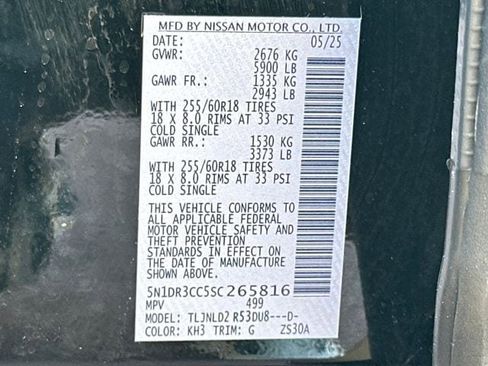 MFD BY NISSAN MOTOR CO., LTD.
DATE: 05/25
GVWR: 2676 KG
5900 LB
GAWR FR.: 1335 KG
2943 LB
WITH 255/60R18 TIRES
18 X 8.0 RIMS AT 33 PSI
COLD SINGLE
GAWR RR.: 1530 KG
3373 LB
WITH 255/60R18 TIRES
18 X 8.0 RIMS AT 33 PSI
COLD SINGLE
THIS VEHICLE CONFORMS TO
ALL APPLICABLE FEDERAL
MOTOR VEHICLE SAFETY AND
THEFT PREVENTION
STANDARDS IN EFFECT ON
THE DATE OF MANUFACTURE
SHOWN ABOVE.
5N1DR3CC5SC265816
MPV 499
MODEL: TLJNLD2 R53DU8---D-
COLOR: KH3 TRIM: G ZS30A